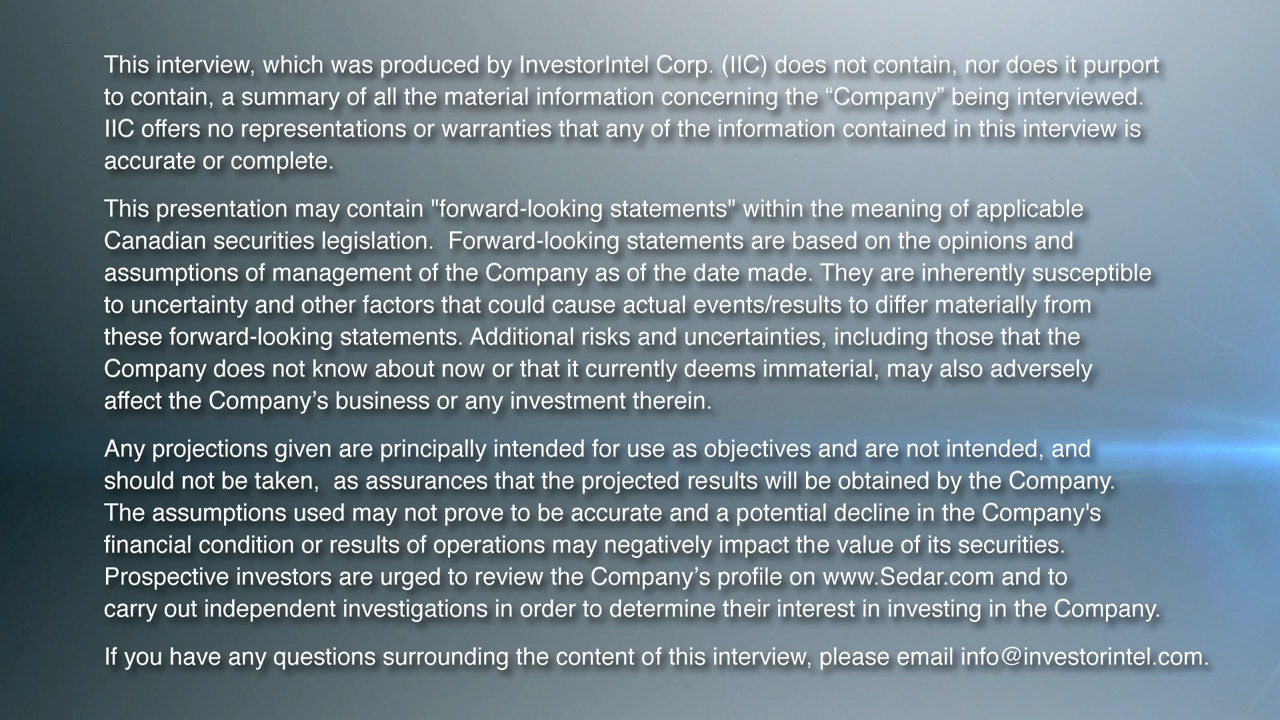 This interview, which was produced by InvestorIntel Corp. (IIC) does not contain, nor does it purport
to contain, a summary of all the material information concerning the “Company” being interviewed.
IIC offers no representations or warranties that any of the information contained in this interview is
accurate or complete.
This presentation may contain "forward-looking statements" within the meaning of applicable
Canadian securities legislation.  Forward-looking statements are based on the opinions and
assumptions of management of the Company as of the date made. They are inherently susceptible
to uncertainty and other factors that could cause actual events/results to differ materially from
these forward-looking statements. Additional risks and uncertainties, including those that the
Company does not know about now or that it currently deems immaterial, may also adversely
affect the Company’s business or any investment therein.
Any projections given are principally intended for use as objectives and are not intended, and
should not be taken,  as assurances that the projected results will be obtained by the Company.
The assumptions used may not prove to be accurate and a potential decline in the Company's
financial condition or results of operations may negatively impact the value of its securities.
Prospective investors are urged to review the Company’s profile on www.Sedar.com and to
carry out independent investigations in order to determine their interest in investing in the Company.
If you have any questions surrounding the content of this interview, please email info@investorintel.com.